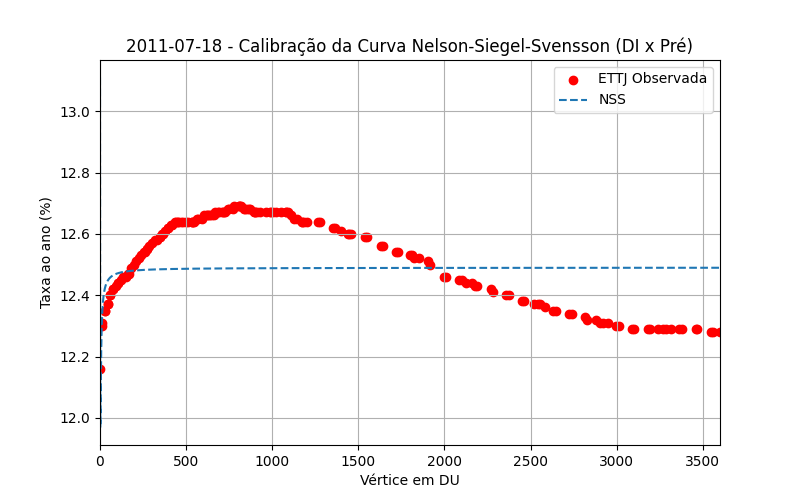 2011-07-18 - Calibração da Curva Nelson-Siegel-Svensson (DI x Pré)
ETTJ Observada
NSS
Taxa ao ano (%)
13.0
12.8
12.6
12.4
12.2
12.0
0 500 1000 1500 2000 2500 3000 3500
Vértice em DU